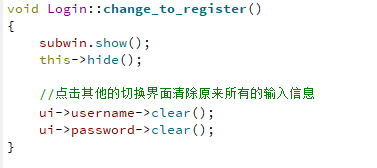 void Login::change_to_register()
{
    subwin.show();
    this->hide();

    //点击其他的切换界面清除原来所有的输入信息
    ui->username->clear();
    ui->password->clear();
}